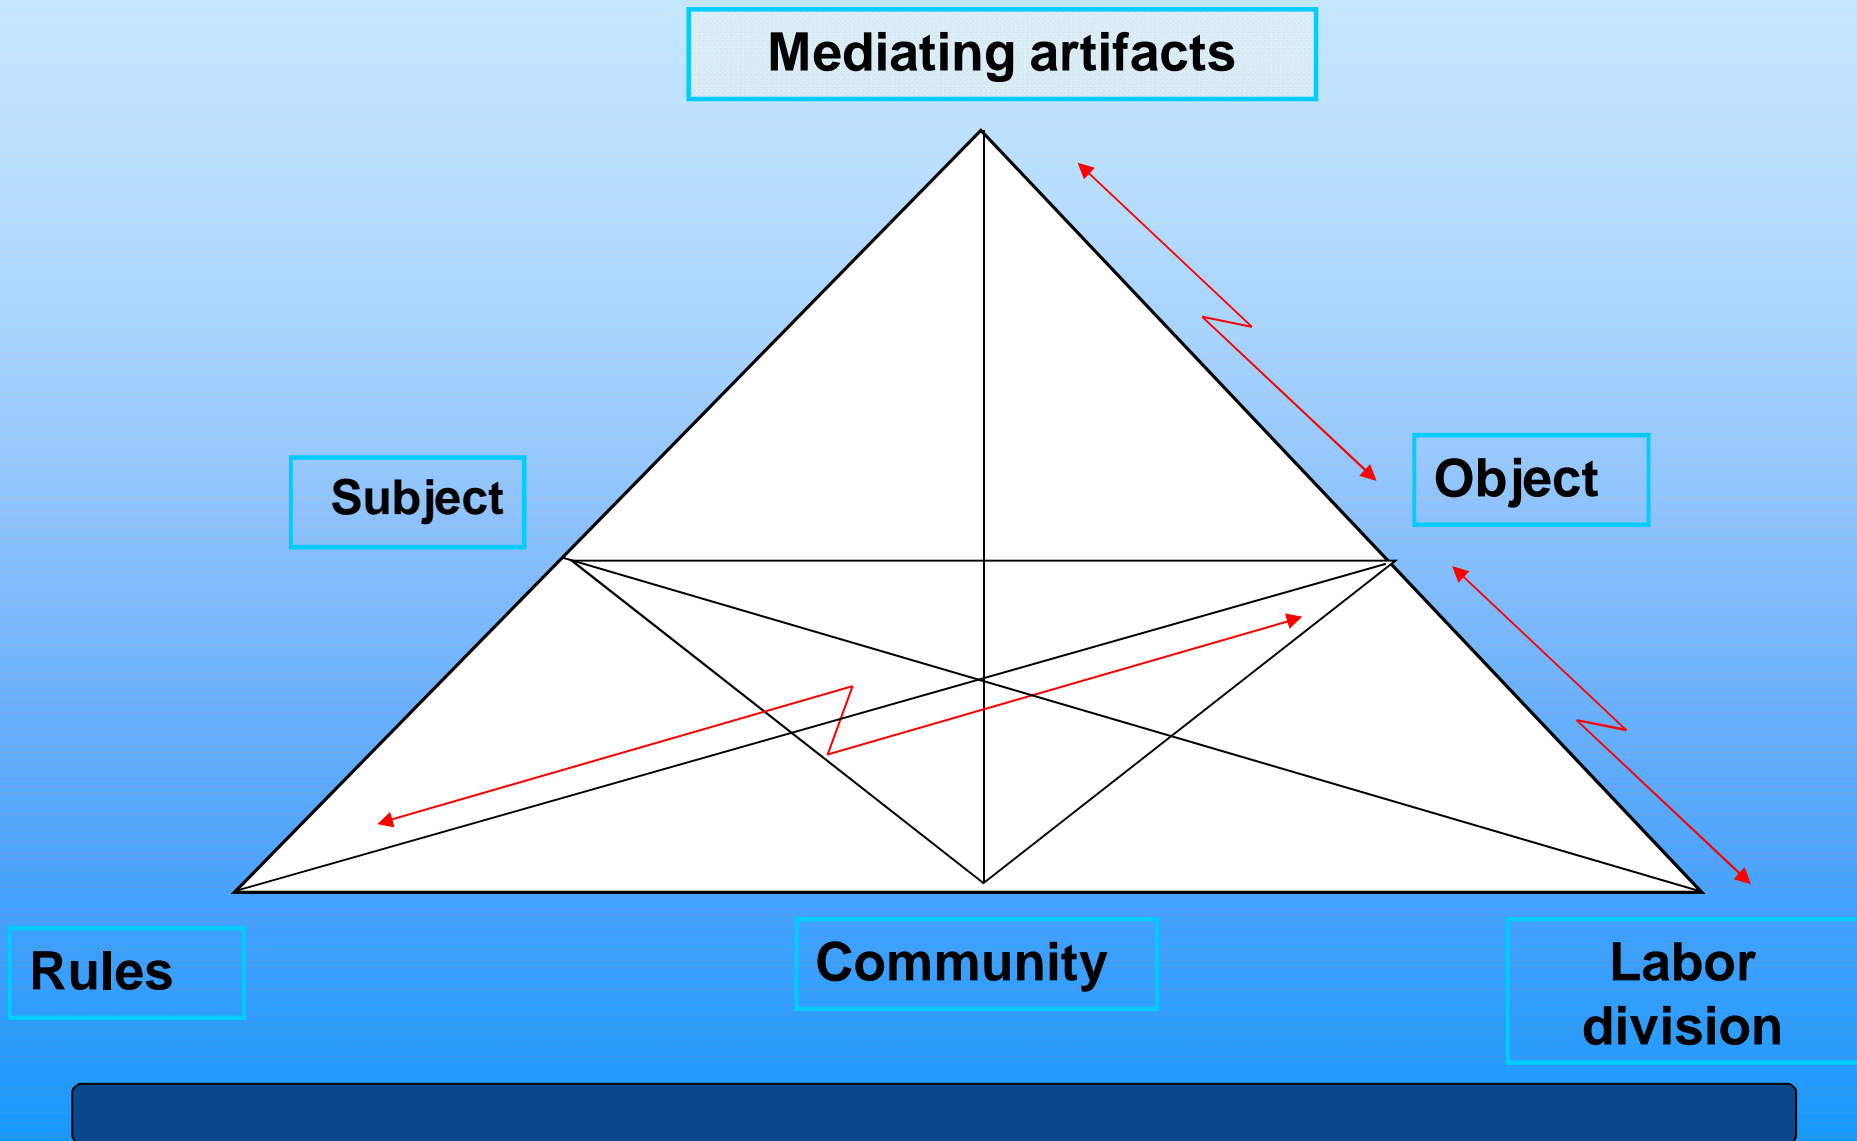 Mediating artifacts
Subject
Object
Rules
Community
Labor
division